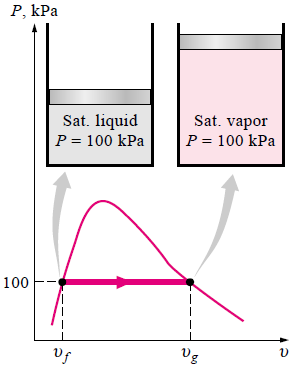 P, kPa
Sat. liquid
P = 100 kPa
Sat. vapor
P = 100 kPa
100
υf
υg
υ